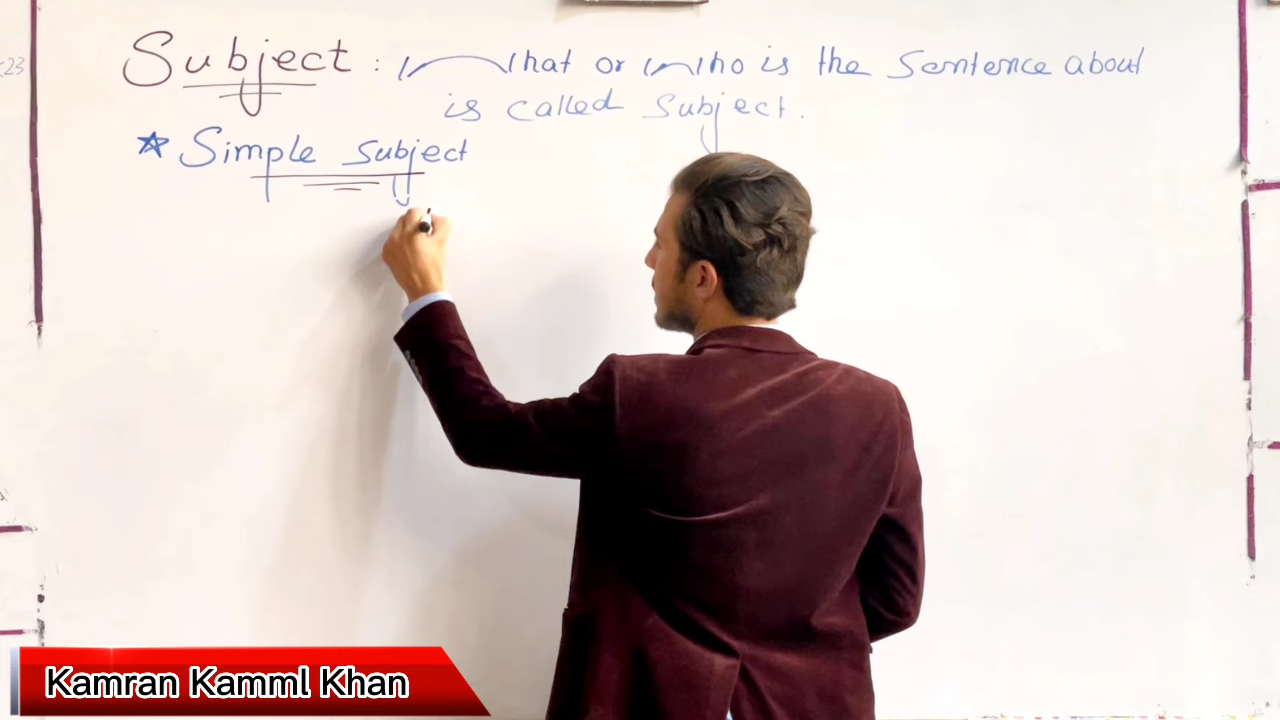 Subject : What or who is the Sentence about
is called Subject.
☆ Simple Subject
Kamran Kamml Khan